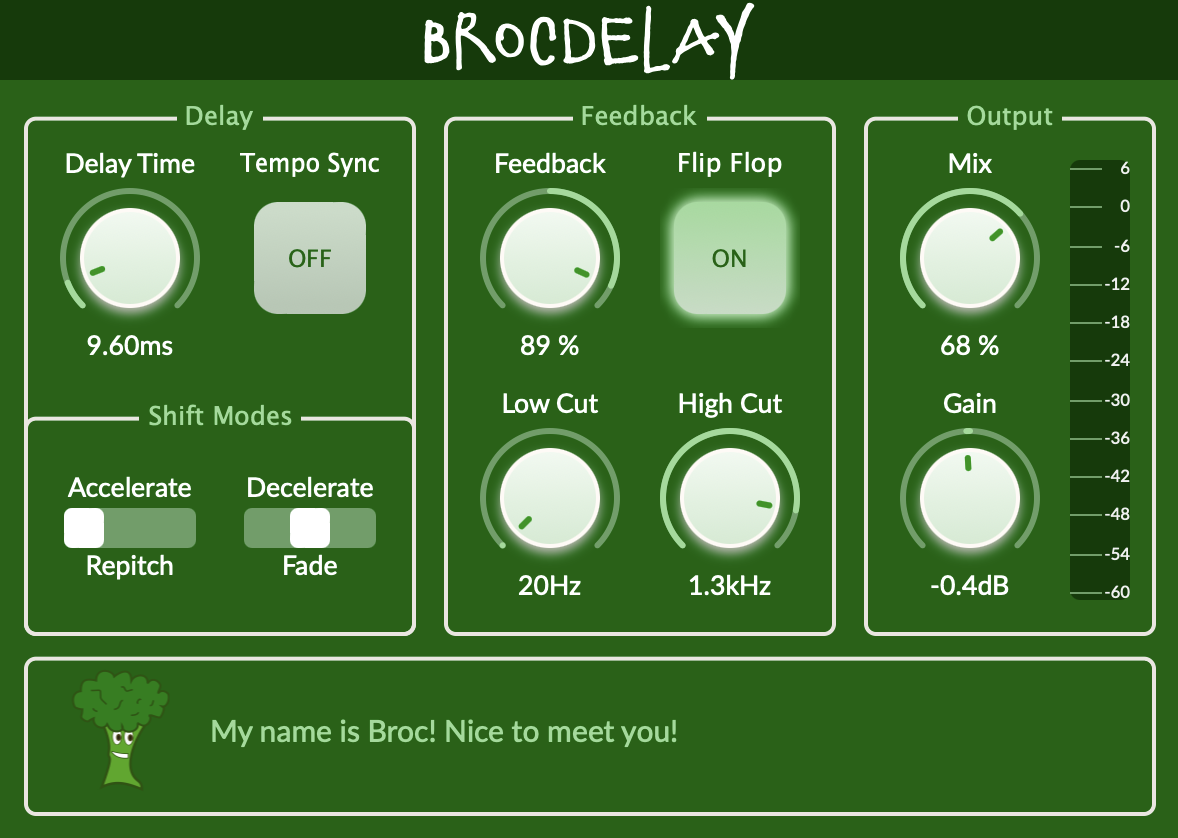 BROCDELAY
Delay
Delay Time
Tempo Sync
OFF
9.60ms
Shift Modes
Accelerate
Decelerate
Repitch
Fade
Feedback
Feedback
Flip Flop
ON
89 %
Low Cut
High Cut
20Hz
1.3kHz
Output
Mix
68 %
Gain
-0.4dB
6
0
-6
-12
-18
-24
-30
-36
-42
-48
-54
-60
My name is Broc! Nice to meet you!